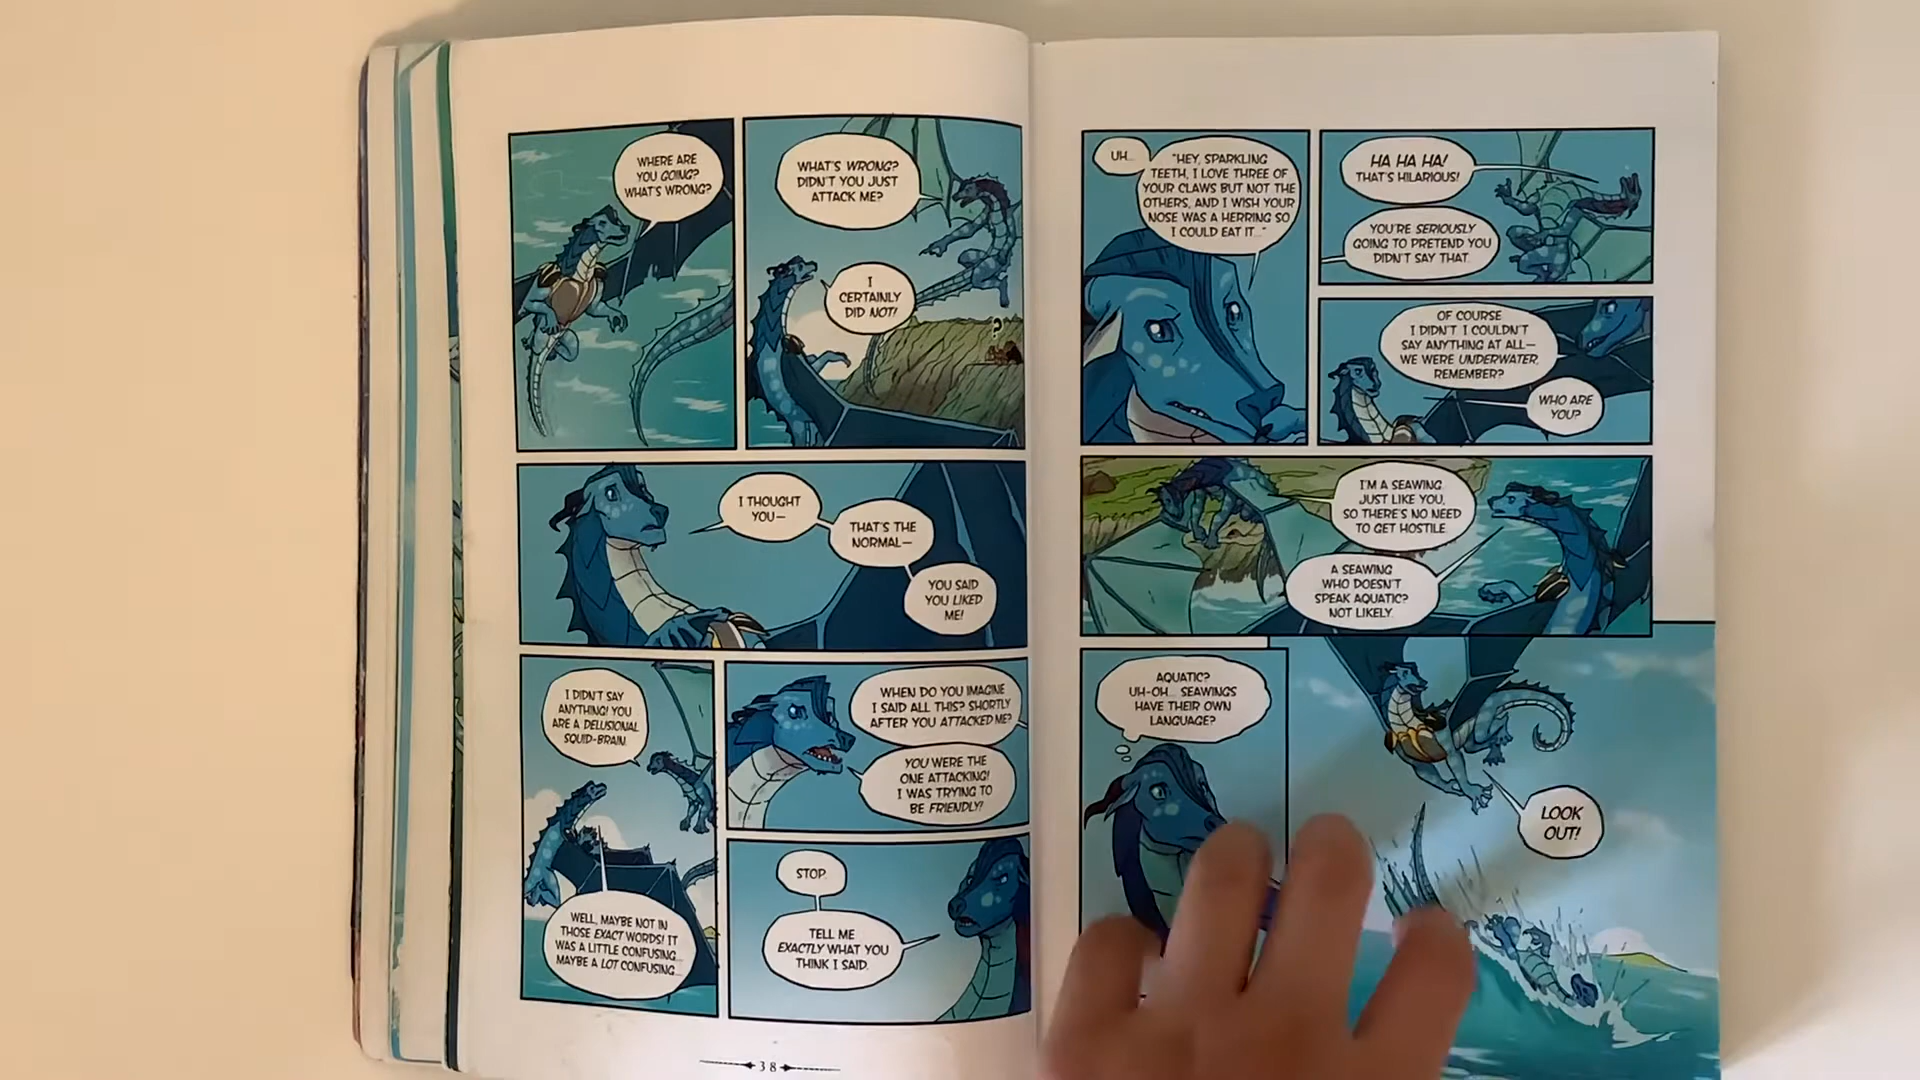 WHERE ARE
YOU GOING?
WHAT'S WRONG?
WHAT'S WRONG?
DIDN'T YOU JUST
ATTACK ME?
I
CERTAINLY
DID NOT!
?
I THOUGHT
YOU—
THAT'S THE
NORMAL—
YOU SAID
YOU LIKED
ME!
I DIDN'T SAY
ANYTHING! YOU
ARE A DELUSIONAL
SQUID-BRAIN.
WELL, MAYBE NOT IN
THOSE EXACT WORDS! IT
WAS A LITTLE CONFUSING...
MAYBE A LOT CONFUSING...
WHEN DO YOU IMAGINE
I SAID ALL THIS? SHORTLY
AFTER YOU ATTACKED ME?
YOU WERE THE
ONE ATTACKING!
I WAS TRYING TO
BE FRIENDLY!
STOP.
TELL ME
EXACTLY WHAT YOU
THINK I SAID.
38
UH...
"HEY, SPARKLING
TEETH, I LOVE THREE OF
YOUR CLAWS BUT NOT THE
OTHERS, AND I WISH YOUR
NOSE WAS A HERRING SO
I COULD EAT IT..."
HA HA HA!
THAT'S HILARIOUS!
YOU'RE SERIOUSLY
GOING TO PRETEND YOU
DIDN'T SAY THAT.
OF COURSE
I DIDN'T. I COULDN'T
SAY ANYTHING AT ALL—
WE WERE UNDERWATER,
REMEMBER?
WHO ARE
YOU?
I'M A SEAWING
JUST LIKE YOU,
SO THERE'S NO NEED
TO GET HOSTILE.
A SEAWING
WHO DOESN'T
SPEAK AQUATIC?
NOT LIKELY.
AQUATIC?
UH-OH... SEAWINGS
HAVE THEIR OWN
LANGUAGE?
LOOK
OUT!